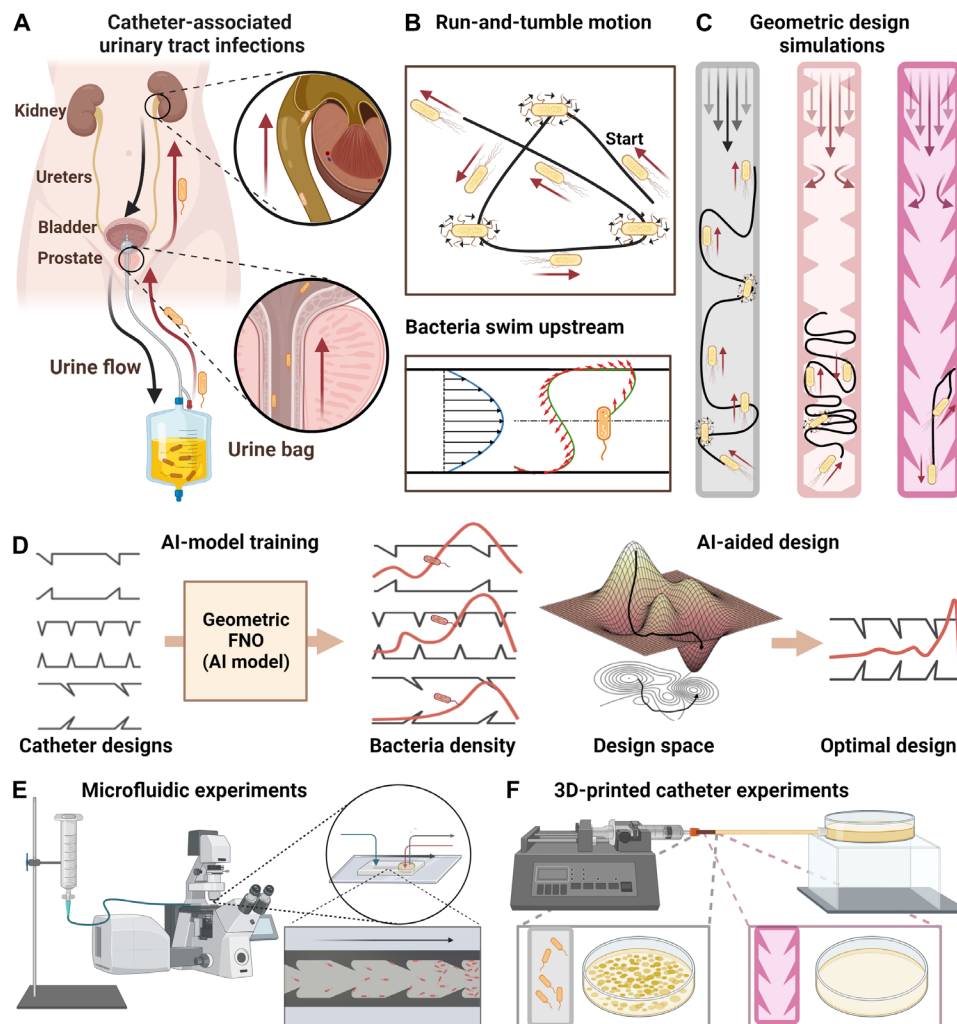 A
Catheter-associated
urinary tract infections
Kidney
Ureters
Bladder
Prostate
Urine flow
Urine bag
B
Run-and-tumble motion
Start
Bacteria swim upstream
C
Geometric design
simulations
D
AI-model training
Geometric
FNO
(AI model)
Catheter designs
Bacteria density
AI-aided design
Design space
Optimal design
E
Microfluidic experiments
F
3D-printed catheter experiments